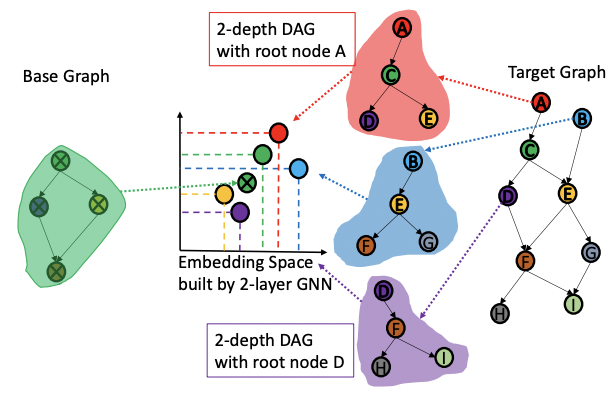 2-depth DAG
with root node A
A
C
D
E
Base Graph
Target Graph
A
B
C
D
E
F
G
H
I
B
E
F
G
Embedding Space
built by 2-layer GNN
D
F
H
I
2-depth DAG
with root node D